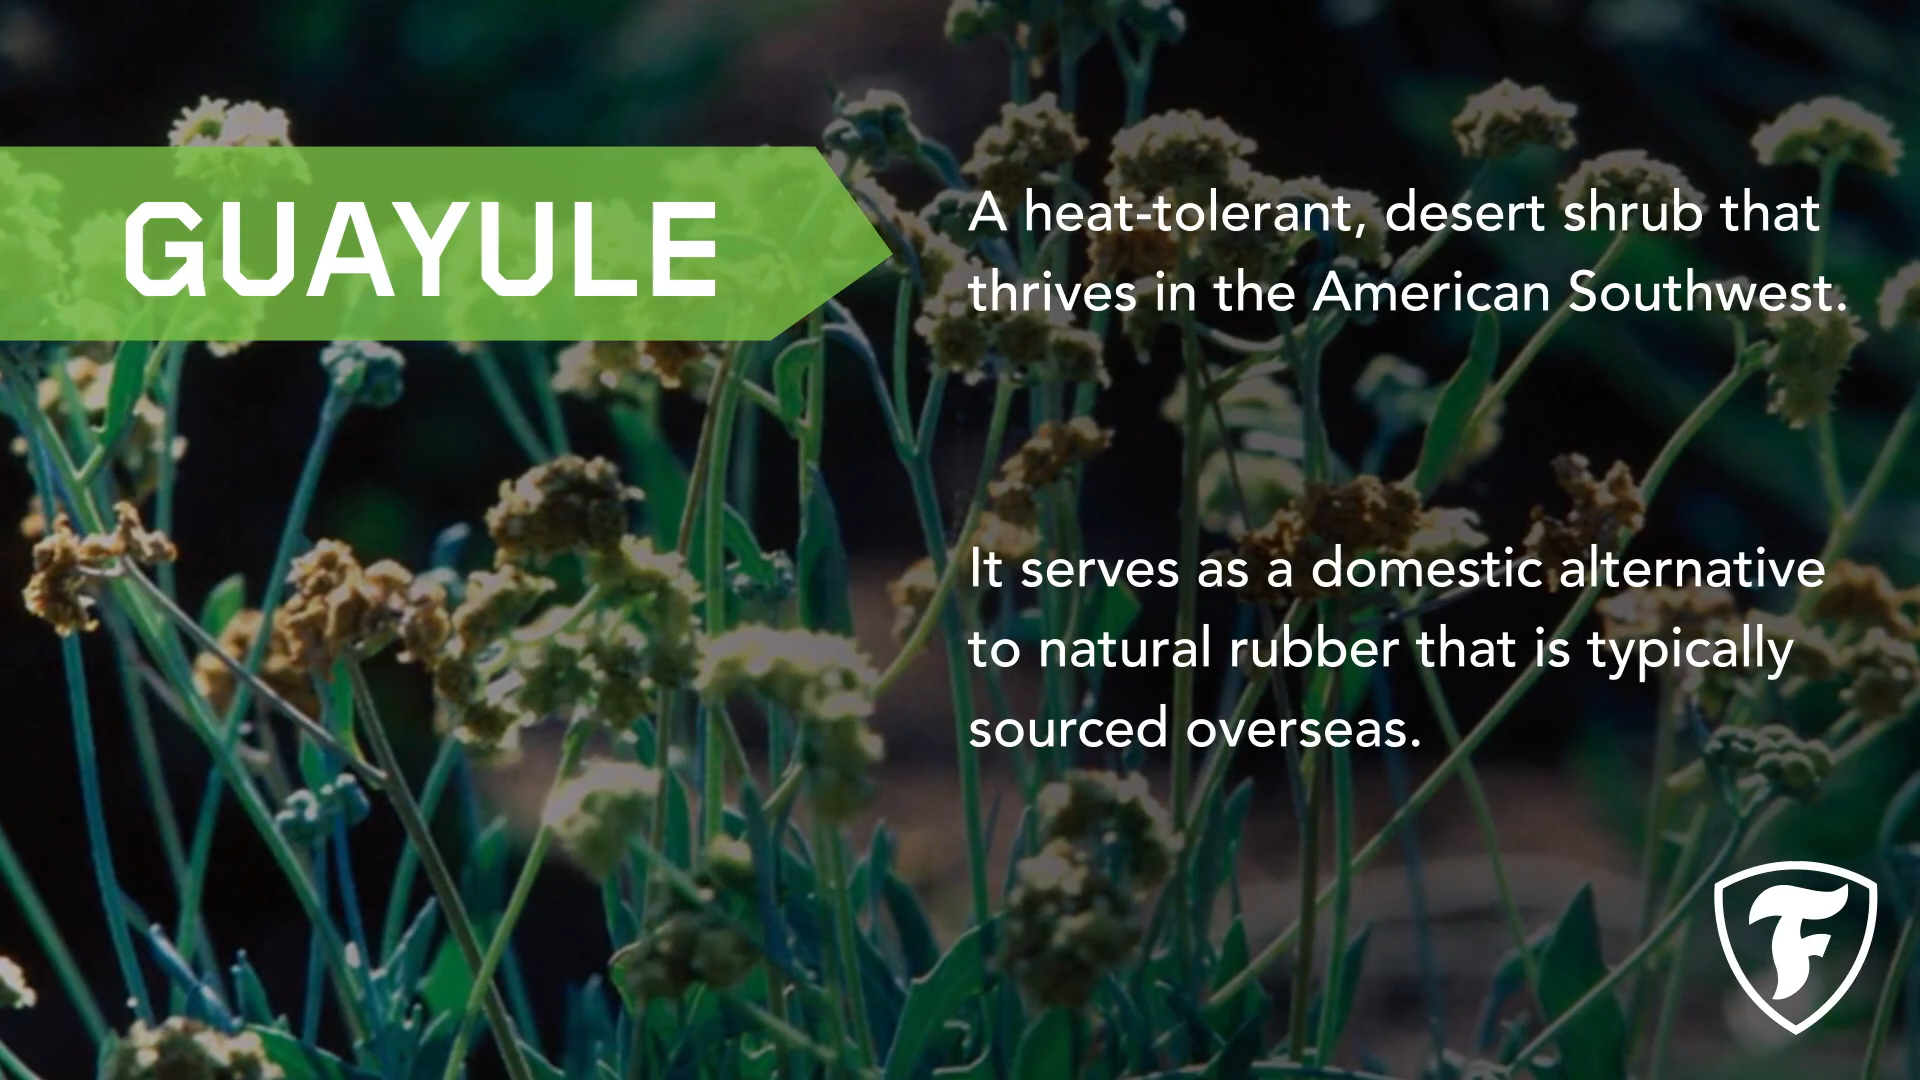 GUAYULE
A heat-tolerant, desert shrub that
thrives in the American Southwest.
It serves as a domestic alternative
to natural rubber that is typically
sourced overseas.
F